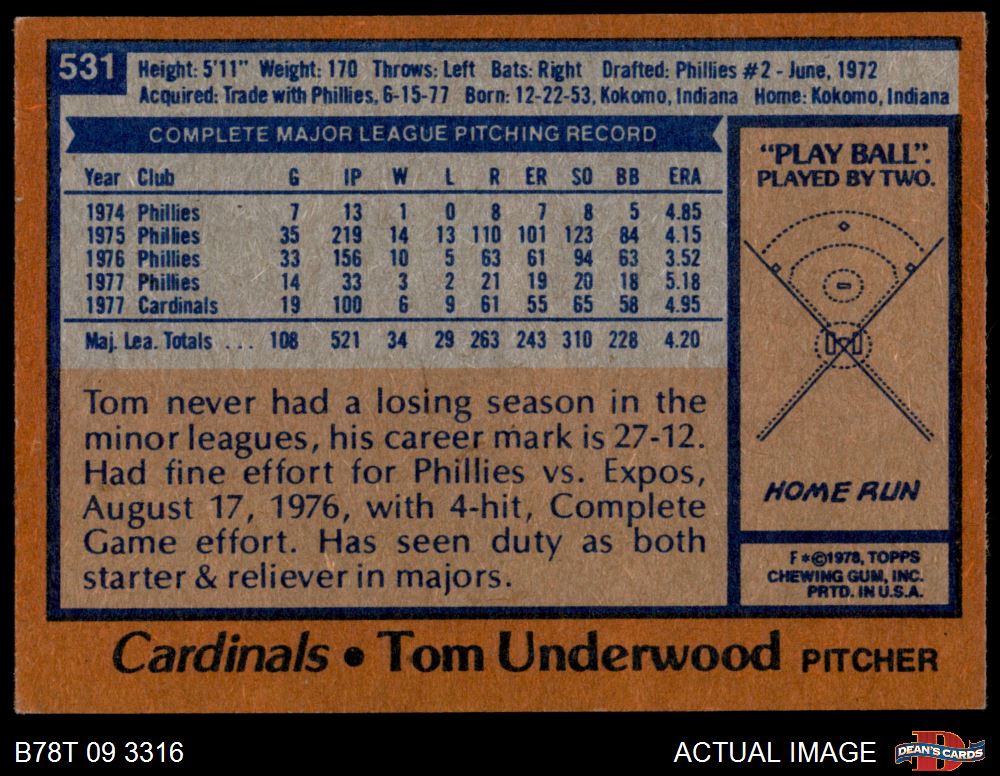 531
Height: 5'11" Weight: 170 Throws: Left Bats: Right Drafted: Phillies #2 - June, 1972
Acquired: Trade with Phillies, 6-15-77 Born: 12-22-53, Kokomo, Indiana Home: Kokomo, Indiana
COMPLETE MAJOR LEAGUE PITCHING RECORD
Year Club G IP W L R ER SO BB ERA
1974 Phillies 7 13 1 0 8 7 8 5 4.85
1975 Phillies 35 219 14 13 110 101 123 84 4.15
1976 Phillies 33 156 10 5 63 61 94 63 3.52
1977 Phillies 14 33 3 2 21 19 20 18 5.18
1977 Cardinals 19 100 6 9 61 55 65 58 4.95
Maj. Lea. Totals ... 108 521 34 29 263 243 310 228 4.20
Tom never had a losing season in the
minor leagues, his career mark is 27-12.
Had fine effort for Phillies vs. Expos,
August 17, 1976, with 4-hit, Complete
Game effort. Has seen duty as both
starter & reliever in majors.
"PLAY BALL".
PLAYED BY TWO.
HOME RUN
F*©1978, TOPPS
CHEWING GUM, INC.
PRTD. IN U.S.A.
Cardinals • Tom Underwood PITCHER
B78T 09 3316
ACTUAL IMAGE
DEAN'S CARDS